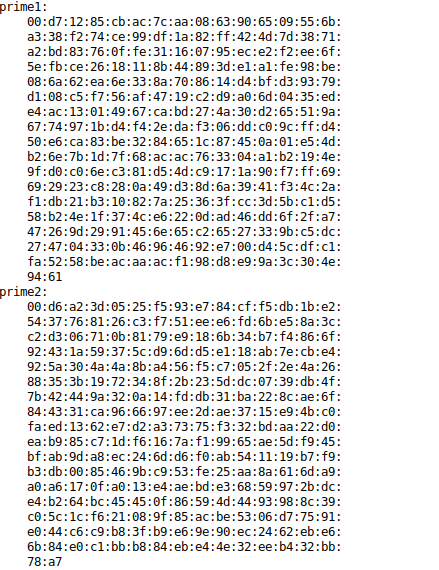 prime1:
00:d7:12:85:cb:ac:7c:aa:08:63:90:65:09:55:6b:
a3:38:f2:74:ce:99:df:1a:82:ff:42:4d:7d:38:71:
a2:bd:83:76:0f:fe:31:16:07:95:ec:e2:f2:ee:6f:
5e:fb:ce:26:18:11:8b:44:89:3d:e1:a1:fe:98:be:
08:6a:62:ea:6e:33:8a:70:86:14:d4:bf:d3:93:79:
d1:08:c5:f7:56:af:47:19:c2:d9:a0:6d:04:35:ed:
e4:ac:13:01:49:67:ca:bd:27:4a:30:d2:65:51:9a:
67:74:97:1b:d4:f4:2e:da:f3:06:dd:c0:9c:ff:d4:
50:e6:ca:83:be:32:84:65:1c:87:45:0a:01:e5:4d:
b2:6e:7b:1d:7f:68:ac:ac:76:33:04:a1:b2:19:4e:
9f:d0:c0:6e:c3:81:d5:4d:c9:17:1a:90:f7:ff:69:
69:29:23:c8:28:0a:49:d3:8d:6a:39:41:f3:4c:2a:
f1:db:21:b3:10:82:7a:25:36:3f:cc:3d:5b:c1:d5:
58:b2:4e:1f:37:4c:e6:22:0d:ad:46:dd:6f:2f:a7:
47:26:9d:29:91:45:6e:65:c2:65:27:33:9b:c5:dc:
27:47:04:33:0b:46:96:46:92:e7:00:d4:5c:df:c1:
fa:52:58:be:ac:aa:ac:f1:98:d8:e9:9a:3c:30:4e:
94:61
prime2:
00:d6:a2:3d:05:25:f5:93:e7:84:cf:f5:db:1b:e2:
54:37:76:81:26:c3:f7:51:ee:e6:fd:6b:e5:8a:3c:
c2:d3:06:71:0b:81:79:e9:18:6b:34:b7:f4:86:6f:
92:43:1a:59:37:5c:d9:6d:d5:e1:18:ab:7e:cb:e4:
92:5a:30:4a:4a:8b:a4:56:f5:c7:05:2f:2e:4a:26:
88:35:3b:19:72:34:8f:2b:23:5d:dc:07:39:db:4f:
7b:42:44:9a:32:0a:14:fd:db:31:ba:22:8c:ae:6f:
84:43:31:ca:96:66:97:ee:2d:ae:37:15:e9:4b:c0:
fa:ed:13:62:e7:d2:a3:73:75:f3:32:bd:aa:22:d0:
ea:b9:85:c7:1d:f6:16:7a:f1:99:65:ae:5d:f9:45:
bf:ab:9d:a8:ec:24:6d:d6:f0:ab:54:11:19:b7:f9:
b3:db:00:85:46:9b:c9:53:fe:25:aa:8a:61:6d:a9:
a0:a6:17:0f:a0:13:e4:ae:bd:e3:68:59:97:2b:dc:
e4:b2:64:bc:45:45:0f:86:59:4d:44:93:98:8c:39:
c0:5c:1c:f6:21:08:9f:85:ac:be:53:06:d7:75:91:
e0:44:c6:c9:b8:3f:b9:e6:9e:90:ec:24:62:eb:e6:
6b:84:e0:c1:bb:b8:84:eb:e4:4e:32:ee:b4:32:bb:
78:a7